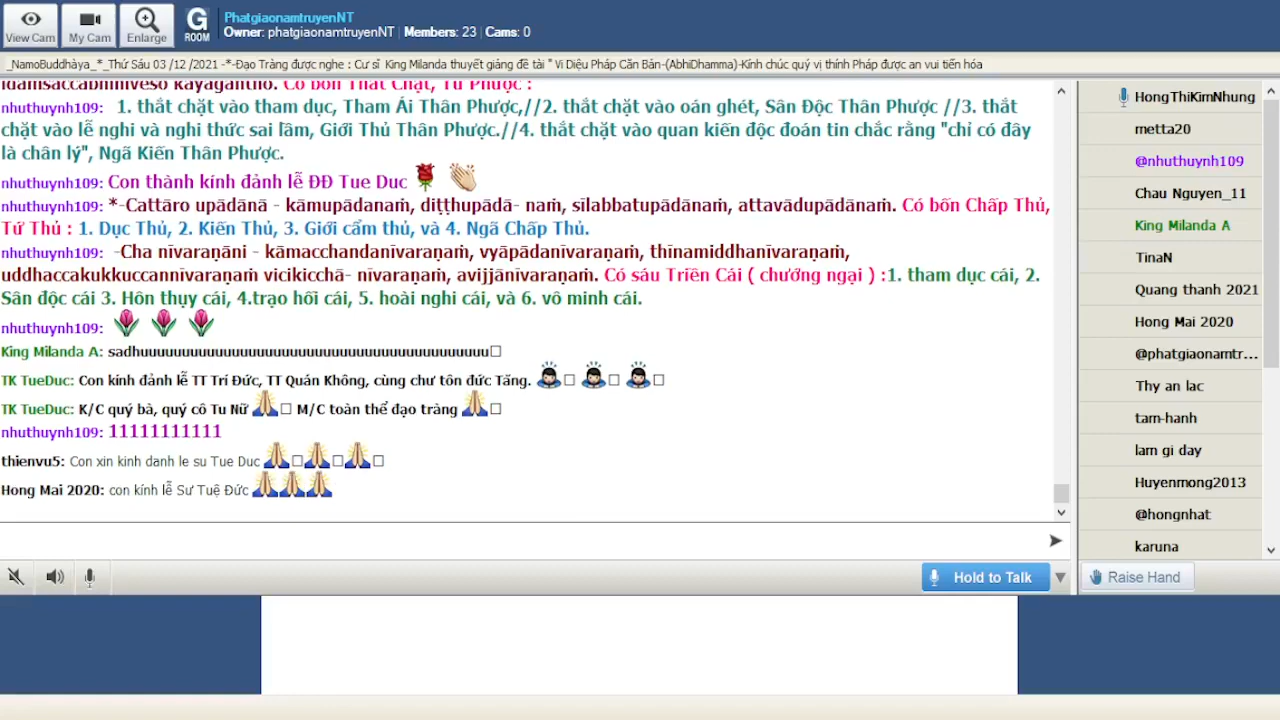 PhatgiaonamtruyenNT
Owner: phatgiaonamtruyenNT | Members: 23 | Cams: 0
View Cam
My Cam
Enlarge
G ROOM
_NamoBuddhàya_*_Thứ Sáu 03 /12 /2021 -*-Đạo Tràng được nghe : Cư sĩ King Milanda thuyết giảng đề tài " Vi Diệu Pháp Căn Bản-(AbhiDhamma)-Kính chúc quý vị thính Pháp được an vui tiến hóa
idaṁsaccābhiniveso kāyagantho. Có bốn Thắt Chặt, Tứ Phược :
nhuthuynh109: 1. thắt chặt vào tham dục, Tham Ái Thân Phược,//2. thắt chặt vào oán ghét, Sân Độc Thân Phược //3. thắt
chặt vào lễ nghi và nghi thức sai lầm, Giới Thủ Thân Phược.//4. thắt chặt vào quan kiến độc đoán tin chắc rằng "chỉ có đây
là chân lý", Ngã Kiến Thân Phược.
nhuthuynh109: Con thành kính đảnh lễ ĐĐ Tue Duc
nhuthuynh109: *-Cattāro upādānā - kāmupādanaṁ, diṭṭhupādā- naṁ, sīlabbatupādānaṁ, attavādupādānaṁ. Có bốn Chấp Thủ,
Tứ Thủ : 1. Dục Thủ, 2. Kiến Thủ, 3. Giới cấm thủ, và 4. Ngã Chấp Thủ.
nhuthuynh109: -Cha nīvaraṇāni - kāmacchandanīvaraṇaṁ, vyāpādanīvaraṇaṁ, thīnamiddhanīvaraṇaṁ,
uddhaccakukkuccannīvaraṇaṁ vicikicchā- nīvaraṇaṁ, avijjānīvaraṇaṁ. Có sáu Triền Cái ( chướng ngại ) :1. tham dục cái, 2.
Sân độc cái 3. Hôn thụy cái, 4.trạo hối cái, 5. hoài nghi cái, và 6. vô minh cái.
nhuthuynh109:
King Milanda A: sadhuuuuuuuuuuuuuuuuuuuuuuuuuuuuuuuuuuuuuuuuuu
TK TueDuc: Con kính đảnh lễ TT Trí Đức, TT Quán Không, cùng chư tôn đức Tăng.
TK TueDuc: K/C quý bà, quý cô Tu Nữ M/C toàn thể đạo tràng
nhuthuynh109: 11111111111
thienvu5: Con xin kinh danh le su Tue Duc
Hong Mai 2020: con kính lễ Sư Tuệ Đức
HongThiKimNhung
metta20
@nhuthuynh109
Chau Nguyen_11
King Milanda A
TinaN
Quang thanh 2021
Hong Mai 2020
@phatgiaonamtr...
Thy an lac
tam-hanh
lam gi day
Huyenmong2013
@hongnhat
karuna
Hold to Talk
Raise Hand